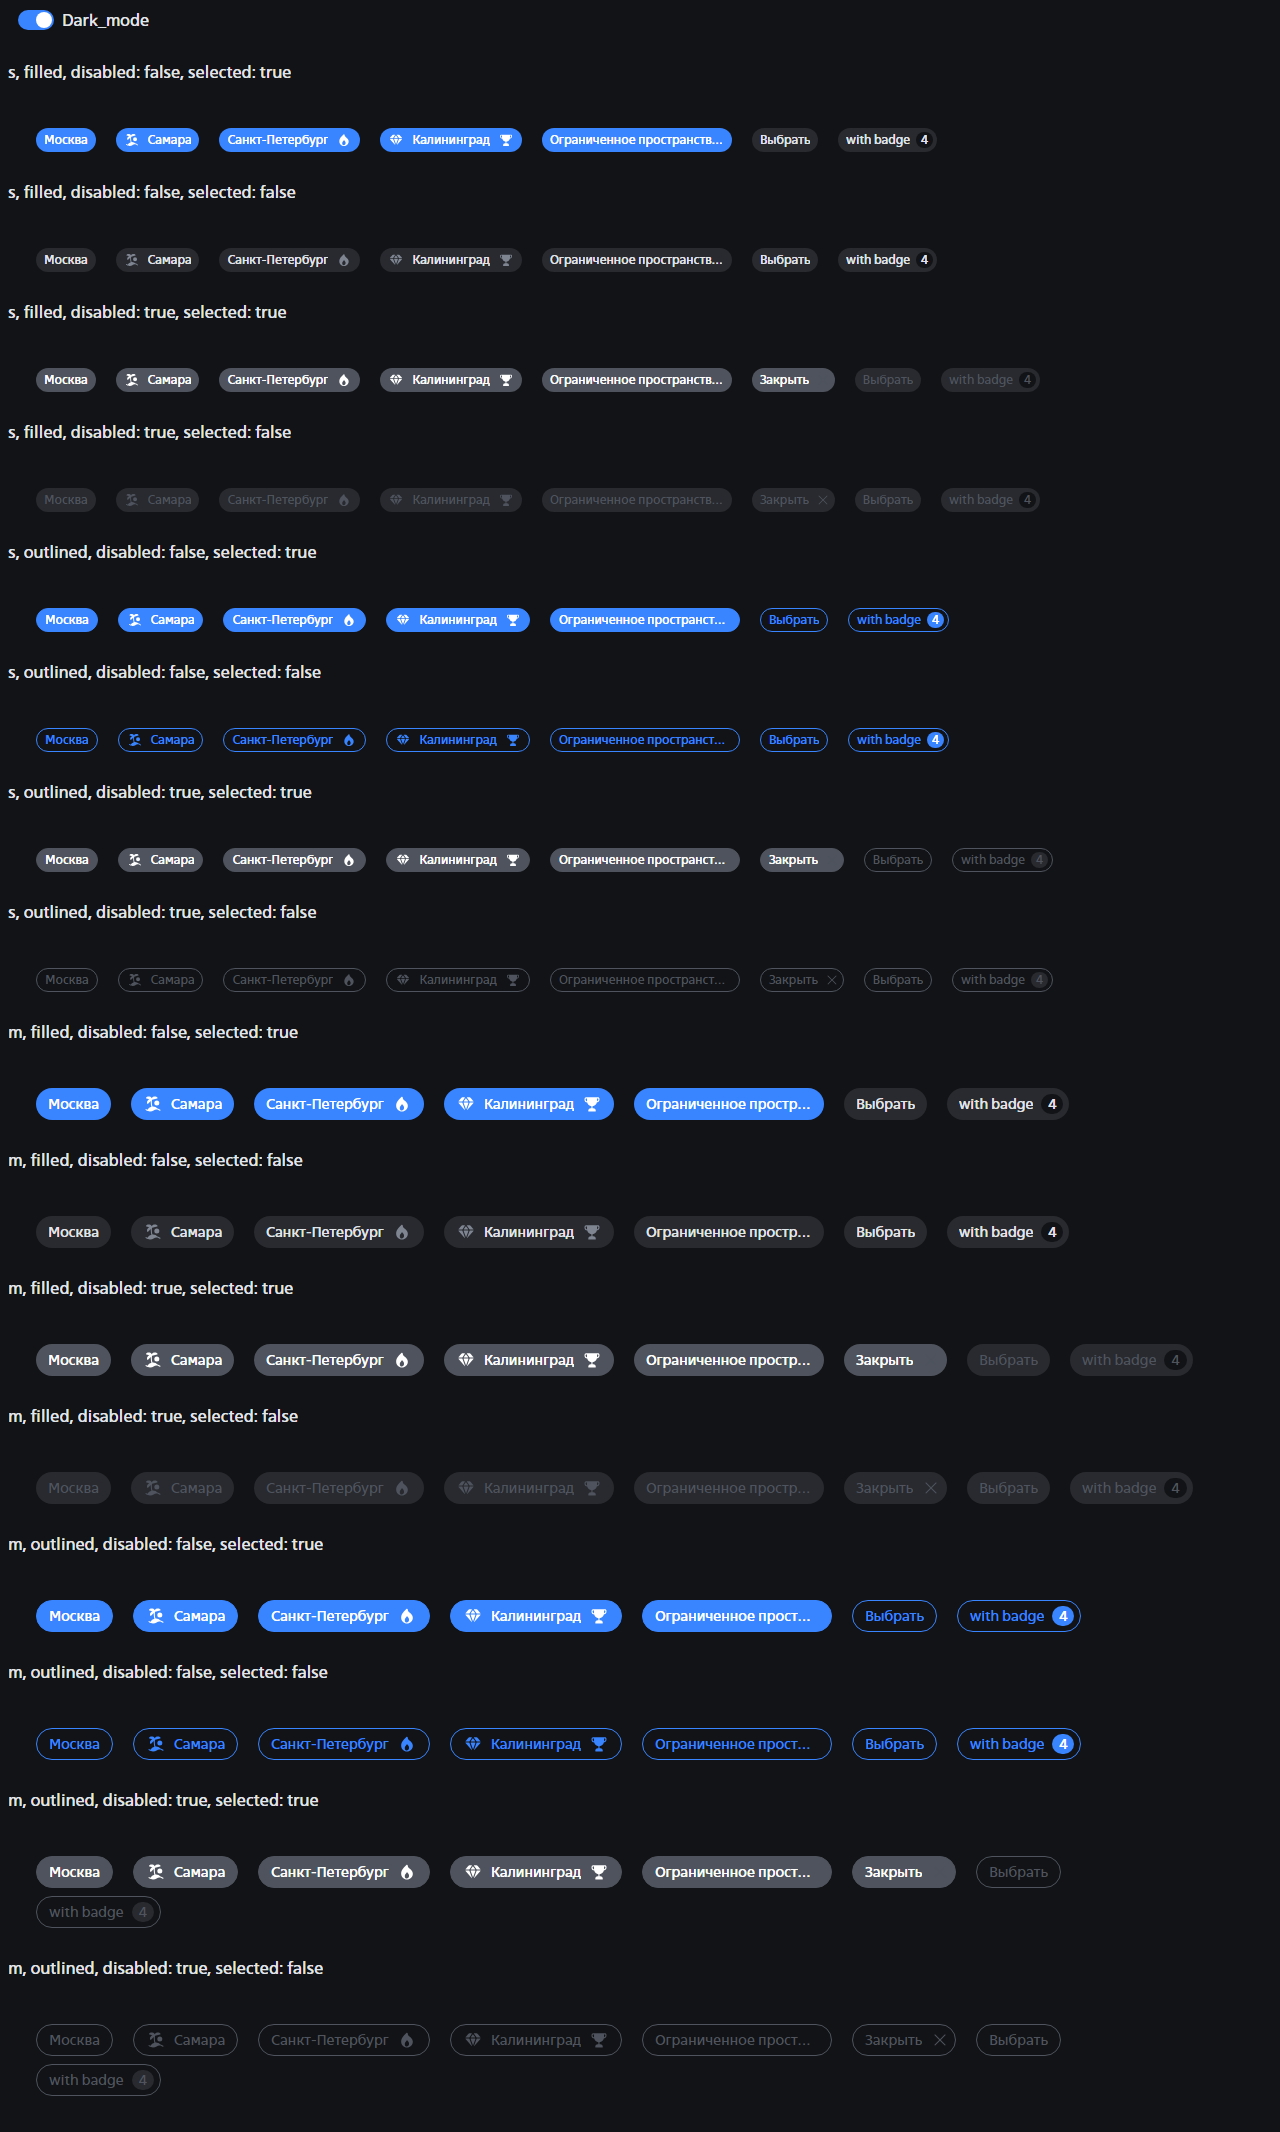 Dark_mode
s, filled, disabled: false, selected: true
Москва Самара Санкт-Петербург Калининград Ограниченное пространств... Выбрать with badge 4
s, filled, disabled: false, selected: false
Москва Самара Санкт-Петербург Калининград Ограниченное пространств... Выбрать with badge 4
s, filled, disabled: true, selected: true
Москва Самара Санкт-Петербург Калининград Ограниченное пространств... Закрыть Выбрать with badge 4
s, filled, disabled: true, selected: false
Москва Самара Санкт-Петербург Калининград Ограниченное пространств... Закрыть Выбрать with badge 4
s, outlined, disabled: false, selected: true
Москва Самара Санкт-Петербург Калининград Ограниченное пространст... Выбрать with badge 4
s, outlined, disabled: false, selected: false
Москва Самара Санкт-Петербург Калининград Ограниченное пространст... Выбрать with badge 4
s, outlined, disabled: true, selected: true
Москва Самара Санкт-Петербург Калининград Ограниченное пространст... Закрыть Выбрать with badge 4
s, outlined, disabled: true, selected: false
Москва Самара Санкт-Петербург Калининград Ограниченное пространст... Закрыть Выбрать with badge 4
m, filled, disabled: false, selected: true
Москва Самара Санкт-Петербург Калининград Ограниченное простр... Выбрать with badge 4
m, filled, disabled: false, selected: false
Москва Самара Санкт-Петербург Калининград Ограниченное простр... Выбрать with badge 4
m, filled, disabled: true, selected: true
Москва Самара Санкт-Петербург Калининград Ограниченное простр... Закрыть Выбрать with badge 4
m, filled, disabled: true, selected: false
Москва Самара Санкт-Петербург Калининград Ограниченное простр... Закрыть Выбрать with badge 4
m, outlined, disabled: false, selected: true
Москва Самара Санкт-Петербург Калининград Ограниченное прост... Выбрать with badge 4
m, outlined, disabled: false, selected: false
Москва Самара Санкт-Петербург Калининград Ограниченное прост... Выбрать with badge 4
m, outlined, disabled: true, selected: true
Москва Самара Санкт-Петербург Калининград Ограниченное прост... Закрыть Выбрать
with badge 4
m, outlined, disabled: true, selected: false
Москва Самара Санкт-Петербург Калининград Ограниченное прост... Закрыть Выбрать
with badge 4